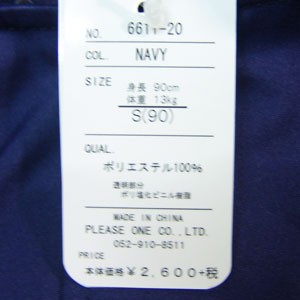 NO. 6611-20
COL. NAVY
SIZE 身長 90cm
体重 13kg
S(90)
QUAL.
ポリエステル100%
透明部分
ポリ塩化ビニル樹脂
MADE IN CHINA
PLEASE ONE CO.,LTD.
052-910-8511
PRICE
本体価格￥2,600+税